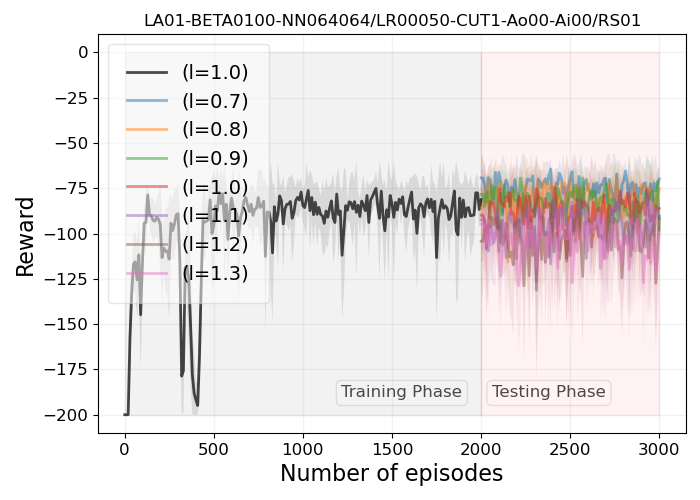 LA01-BETA0100-NN064064/LR00050-CUT1-Ao00-Ai00/RS01
Reward
0
−25
−50
−75
−100
−125
−150
−175
−200
(l=1.0)
(l=0.7)
(l=0.8)
(l=0.9)
(l=1.0)
(l=1.1)
(l=1.2)
(l=1.3)
Training Phase
Testing Phase
0
500
1000
1500
2000
2500
3000
Number of episodes